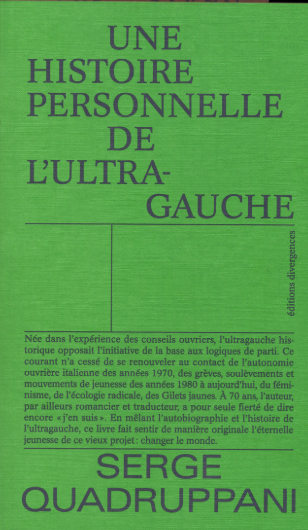 UNE
HISTOIRE
PERSONNELLE
DE
L'ULTRA-
GAUCHE
éditions divergences
Née dans l'expérience des conseils ouvriers, l'ultragauche his-
torique opposait l'initiative de la base aux logiques de parti. Ce
courant n'a cessé de se renouveler au contact de l'autonomie
ouvrière italienne des années 1970, des grèves, soulèvements et
mouvements de jeunesse des années 1980 à aujourd'hui, du fémi-
nisme, de l'écologie radicale, des Gilets jaunes. À 70 ans, l'auteur,
par ailleurs romancier et traducteur, a pour seule fierté de dire
encore « j'en suis ». En mêlant l'autobiographie et l'histoire de
l'ultragauche, ce livre fait sentir de manière originale l'éternelle
jeunesse de ce vieux projet : changer le monde.
SERGE
QUADRUPPANI